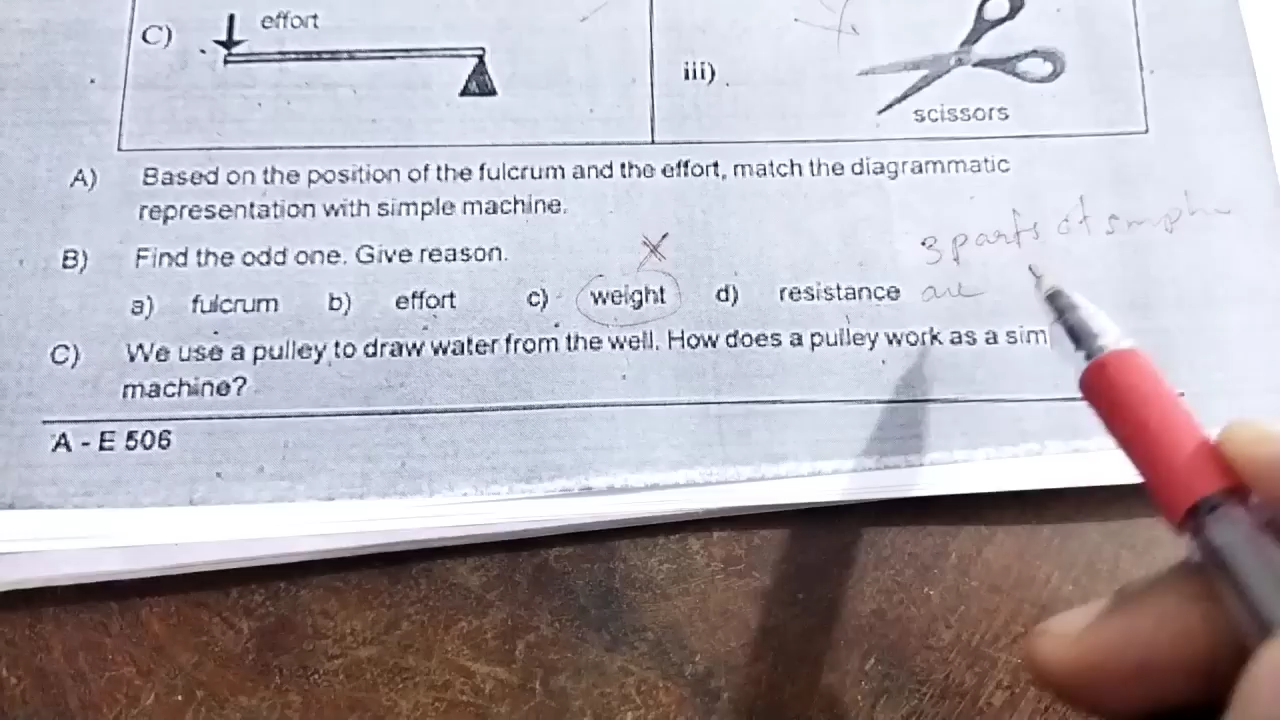 C) effort
iii)
scissors
A) Based on the position of the fulcrum and the effort, match the diagrammatic
representation with simple machine.
B) Find the odd one. Give reason.
3 parts of
a) fulcrum b) effort c) weight d) resistance are
C) We use a pulley to draw water from the well. How does a pulley work as a sim
machine?
A - E 506